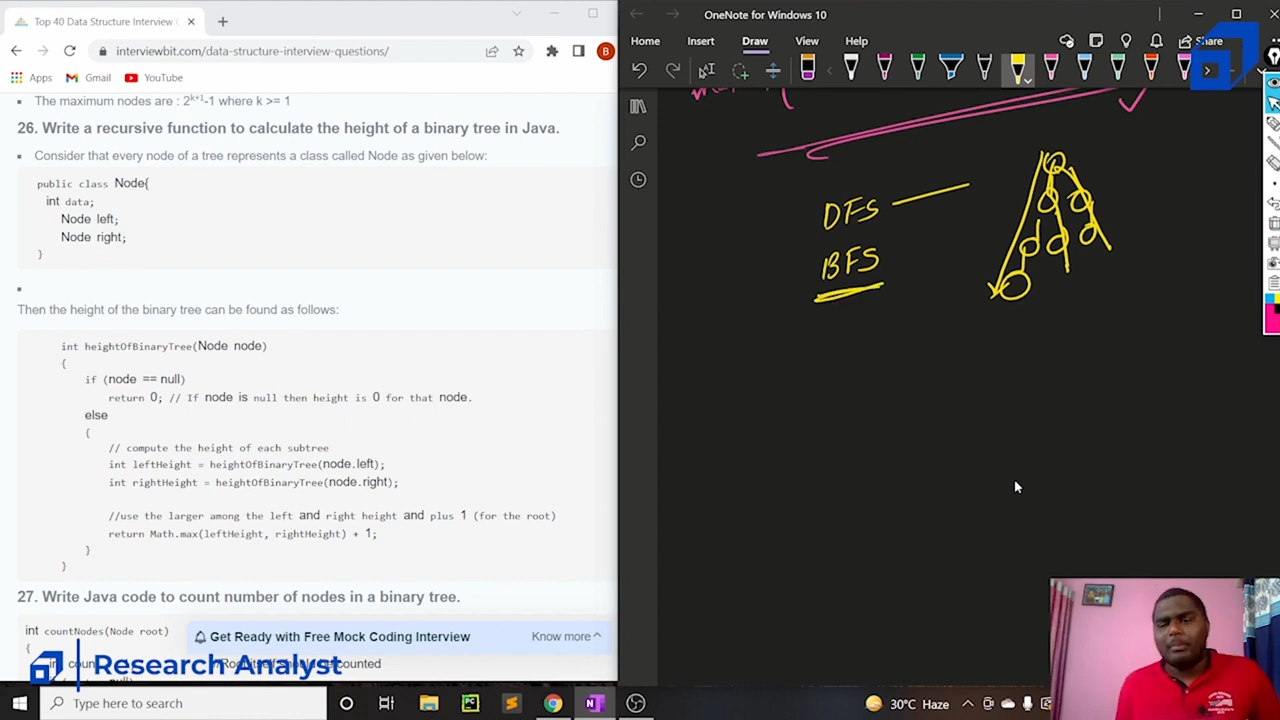 Top 40 Data Structure Interview
interviewbit.com/data-structure-interview-questions/
B
Apps
Gmail
YouTube
The maximum nodes are : 2k+1-1 where k >= 1
26. Write a recursive function to calculate the height of a binary tree in Java.
Consider that every node of a tree represents a class called Node as given below:
public class Node{
int data;
Node left;
Node right;
}
Then the height of the binary tree can be found as follows:
int heightOfBinaryTree(Node node)
{
if (node == null)
return 0; // If node is null then height is 0 for that node.
else
{
// compute the height of each subtree
int leftHeight = heightOfBinaryTree(node.left);
int rightHeight = heightOfBinaryTree(node.right);
//use the larger among the left and right height and plus 1 (for the root)
return Math.max(leftHeight, rightHeight) + 1;
}
}
27. Write Java code to count number of nodes in a binary tree.
int countNodes(Node root)
{
Get Ready with Free Mock Coding Interview
Know more
Research Analyst
OneNote for Windows 10
Home
Insert
Draw
View
Help
Share
DFS
BFS
Type here to search
PC
N
30°C Haze